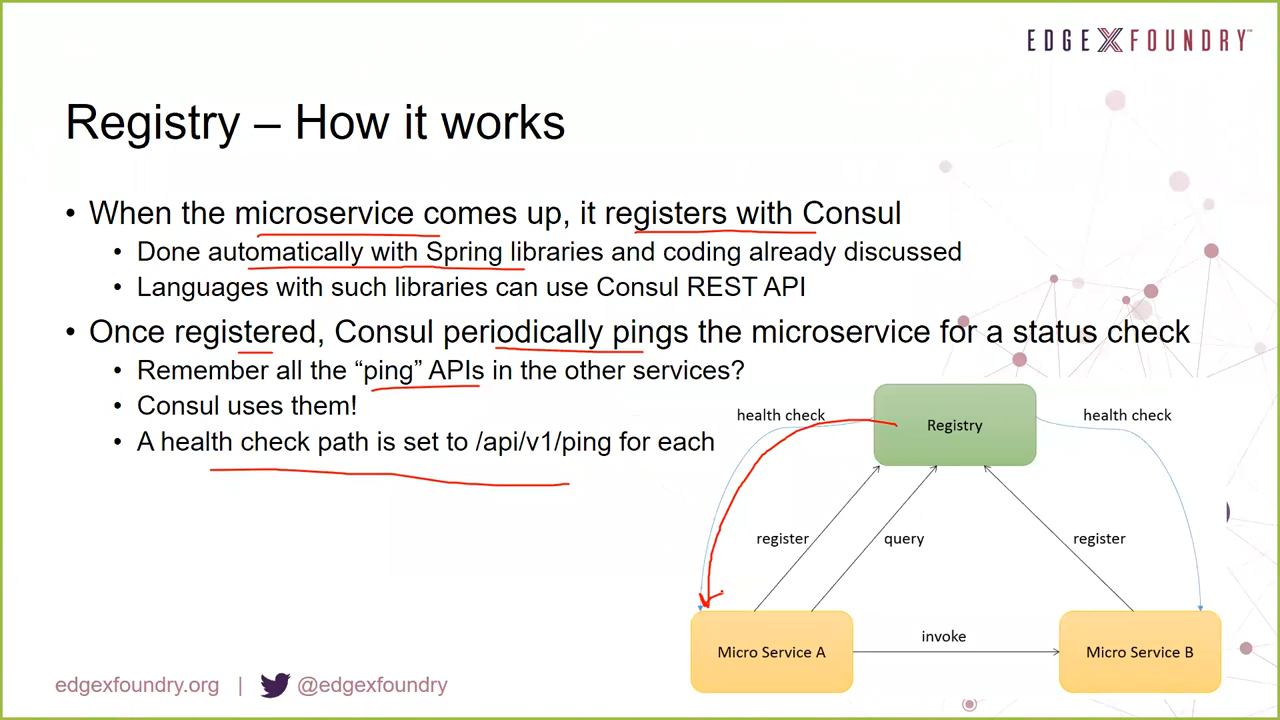 EDGE X FOUNDRY™
Registry – How it works
• When the microservice comes up, it registers with Consul
• Done automatically with Spring libraries and coding already discussed
• Languages with such libraries can use Consul REST API
• Once registered, Consul periodically pings the microservice for a status check
• Remember all the “ping” APIs in the other services?
• Consul uses them!
• A health check path is set to /api/v1/ping for each
health check
Registry
health check
register
query
register
Micro Service A
invoke
Micro Service B
edgexfoundry.org | @edgexfoundry